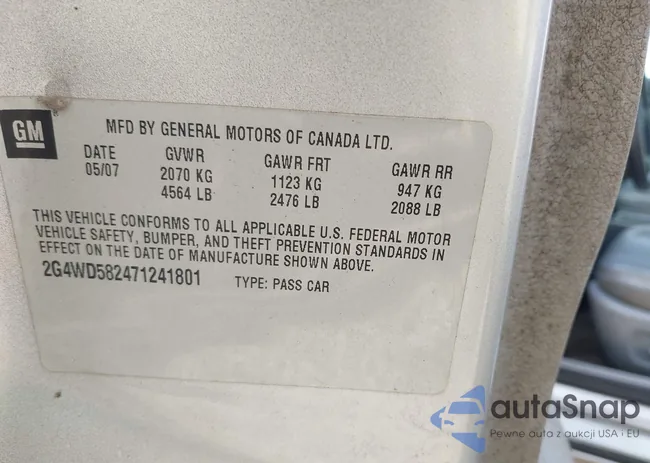 GM
MFD BY GENERAL MOTORS OF CANADA LTD.
DATE GVWR GAWR FRT GAWR RR
05/07 2070 KG 1123 KG 947 KG
4564 LB 2476 LB 2088 LB
THIS VEHICLE CONFORMS TO ALL APPLICABLE U.S. FEDERAL MOTOR
VEHICLE SAFETY, BUMPER, AND THEFT PREVENTION STANDARDS IN
EFFECT ON THE DATE OF MANUFACTURE SHOWN ABOVE.
2G4WD582471241801 TYPE: PASS CAR
autoSnap
Pewne auta z aukcji USA i EU